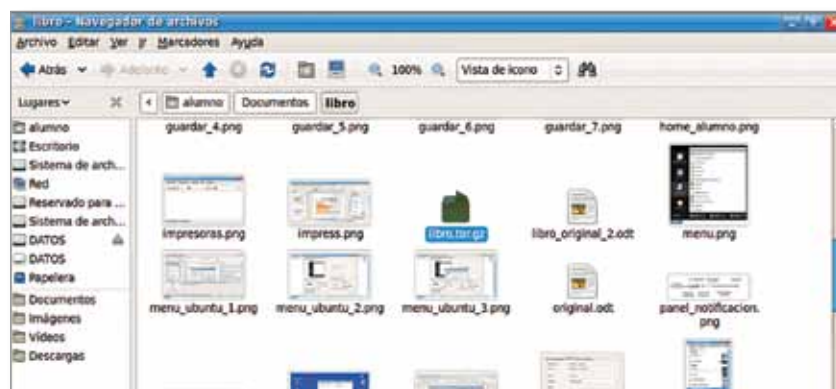 libro - Navegador de archivos
Archivo Editar Ver Ir Marcadores Ayuda
Atrás Adelante 100% Vista de icono
Lugares alumno Documentos libro
alumno
Escritorio
Sistema de arch...
Red
Reservado para ...
Sistema de arch...
DATOS
DATOS
Papelera
Documentos
Imágenes
Vídeos
Descargas
guardar_4.png guardar_5.png guardar_6.png guardar_7.png home_alumno.png
impresoras.png impress.png libro.tar.gz libro_original_2.odt menu.png
menu_ubuntu_1.png menu_ubuntu_2.png menu_ubuntu_3.png original.odt panel_notificacion.
png